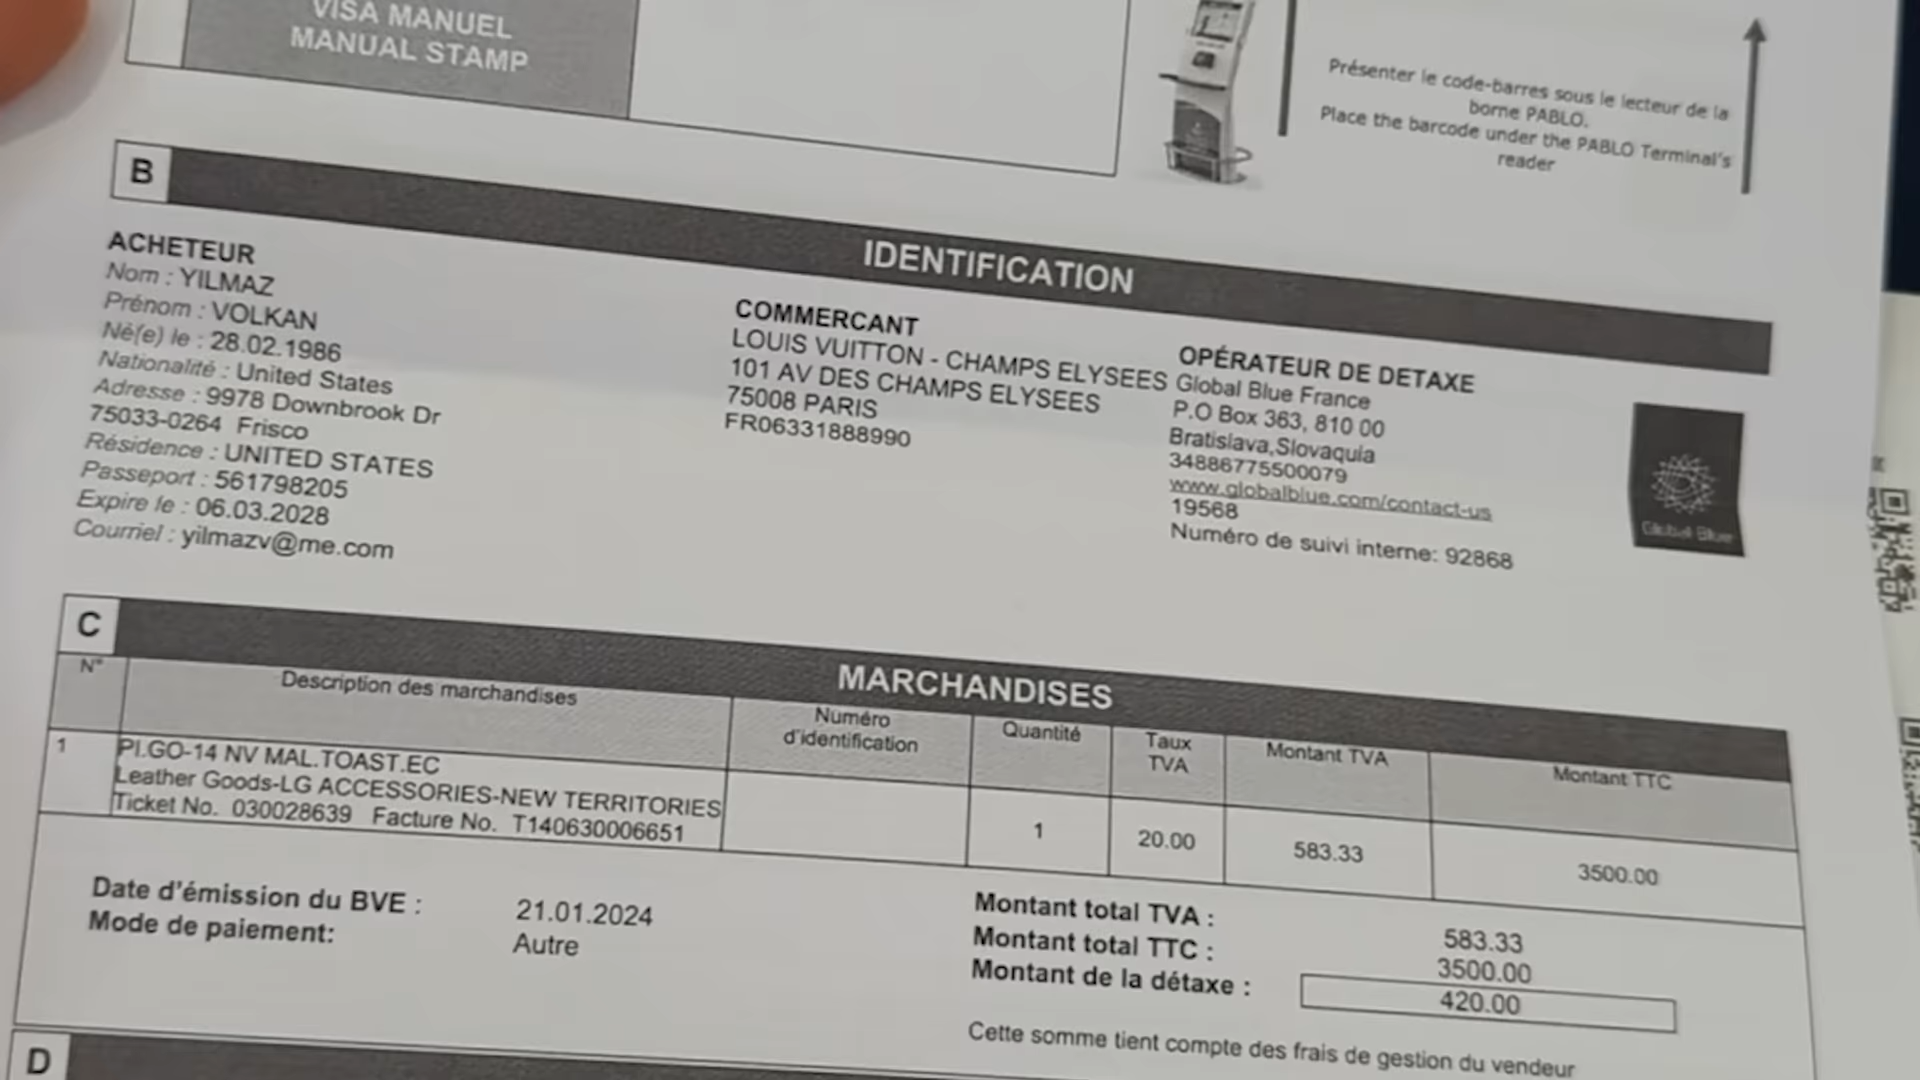 VISA MANUEL
MANUAL STAMP
Présenter le code-barres sous le lecteur de la
borne PABLO.
Place the barcode under the PABLO Terminal's
reader
B
IDENTIFICATION
ACHETEUR
Nom : YILMAZ
Prénom : VOLKAN
Né(e) le : 28.02.1986
Nationalité : United States
Adresse : 9978 Downbrook Dr
75033-0264 Frisco
Résidence : UNITED STATES
Passeport : 561798205
Expire le : 06.03.2028
Courriel : yilmazv@me.com
COMMERCANT
LOUIS VUITTON - CHAMPS ELYSEES
101 AV DES CHAMPS ELYSEES
75008 PARIS
FR06331888990
OPÉRATEUR DE DETAXE
Global Blue France
P.O Box 363, 810 00
Bratislava,Slovaquia
34886775500079
www.globalblue.com/contact-us
19568
Numéro de suivi interne: 92868
Global Blue
C
MARCHANDISES
N° Description des marchandises Numéro d'identification Quantité Taux TVA Montant TVA Montant TTC
1 PI.GO-14 NV MAL.TOAST.EC
Leather Goods-LG ACCESSORIES-NEW TERRITORIES
Ticket No. 030028639 Facture No. T140630006651
1 20.00 583.33 3500.00
Date d'émission du BVE : 21.01.2024
Mode de paiement: Autre
Montant total TVA : 583.33
Montant total TTC : 3500.00
Montant de la détaxe : 420.00
Cette somme tient compte des frais de gestion du vendeur
D